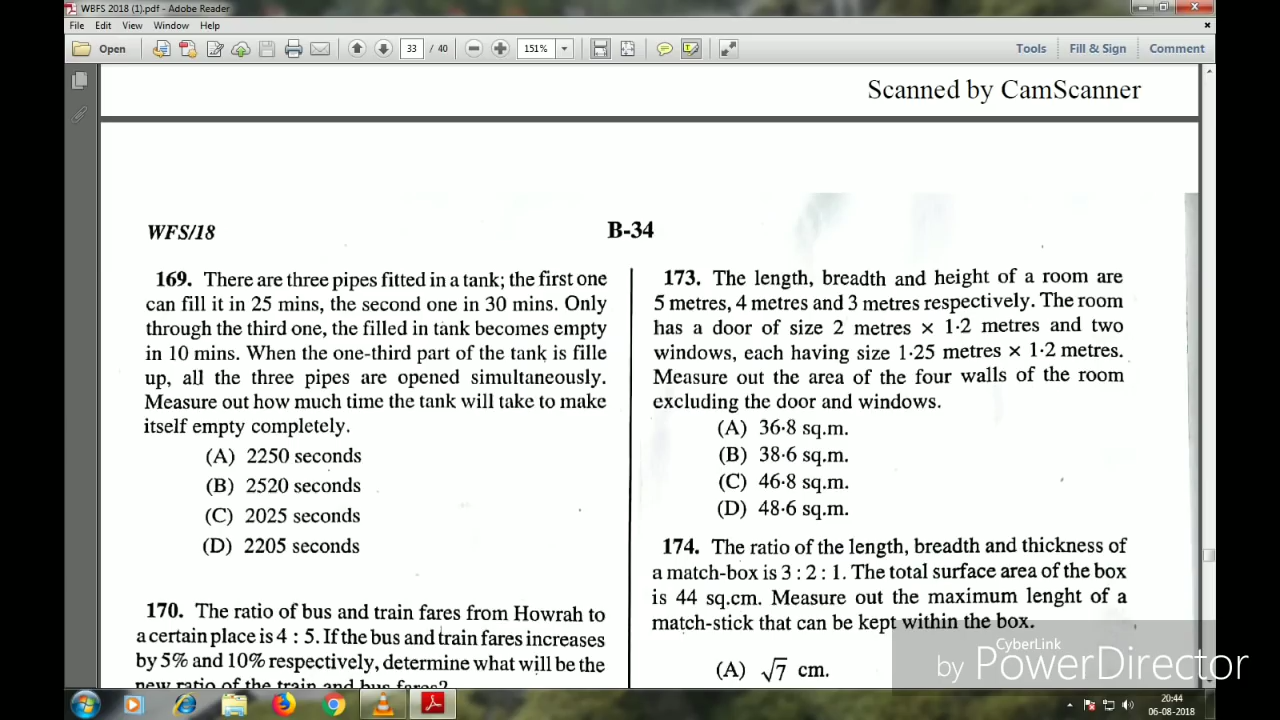 WBFS 2018 (1).pdf - Adobe Reader
File Edit View Window Help
Open 33 / 40 151% Tools Fill & Sign Comment
Scanned by CamScanner
WFS/18
B-34
169. There are three pipes fitted in a tank; the first one
can fill it in 25 mins, the second one in 30 mins. Only
through the third one, the filled in tank becomes empty
in 10 mins. When the one-third part of the tank is fille
up, all the three pipes are opened simultaneously.
Measure out how much time the tank will take to make
itself empty completely.
(A) 2250 seconds
(B) 2520 seconds
(C) 2025 seconds
(D) 2205 seconds
170. The ratio of bus and train fares from Howrah to
a certain place is 4 : 5. If the bus and train fares increases
by 5% and 10% respectively, determine what will be the
new ratio of the train and bus fares?
173. The length, breadth and height of a room are
5 metres, 4 metres and 3 metres respectively. The room
has a door of size 2 metres × 1·2 metres and two
windows, each having size 1·25 metres × 1·2 metres.
Measure out the area of the four walls of the room
excluding the door and windows.
(A) 36·8 sq.m.
(B) 38·6 sq.m.
(C) 46·8 sq.m.
(D) 48·6 sq.m.
174. The ratio of the length, breadth and thickness of
a match-box is 3 : 2 : 1. The total surface area of the box
is 44 sq.cm. Measure out the maximum lenght of a
match-stick that can be kept within the box.
(A) √7 cm.
CyberLink
by PowerDirector
20:44
06-08-2018